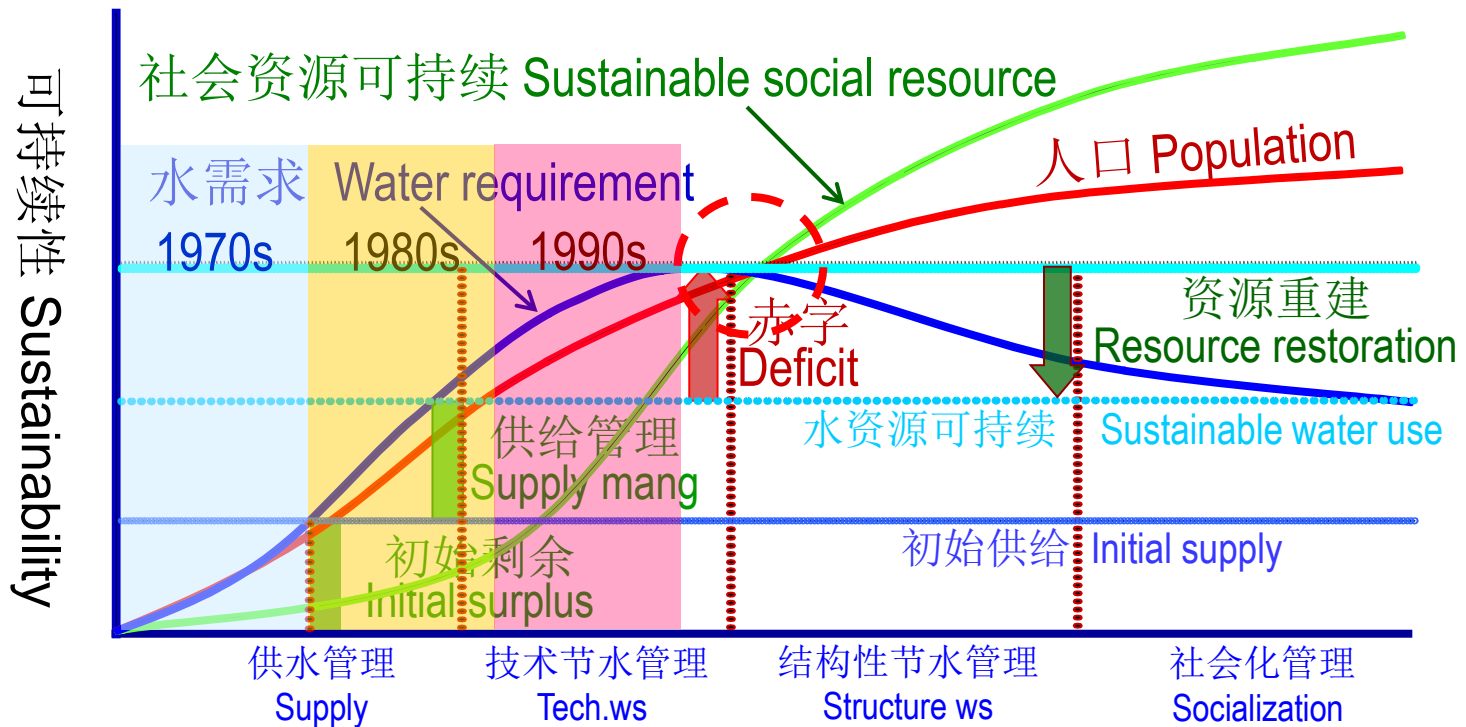 可持续性 Sustainability
社会资源可持续 Sustainable social resource
人口 Population
水需求 Water requirement
1970s 1980s 1990s
赤字
Deficit
资源重建
Resource restoration
供给管理
Supply mang
水资源可持续 Sustainable water use
初始剩余
Initial surplus
初始供给 Initial supply
供水管理
Supply
技术节水管理
Tech.ws
结构性节水管理
Structure ws
社会化管理
Socialization